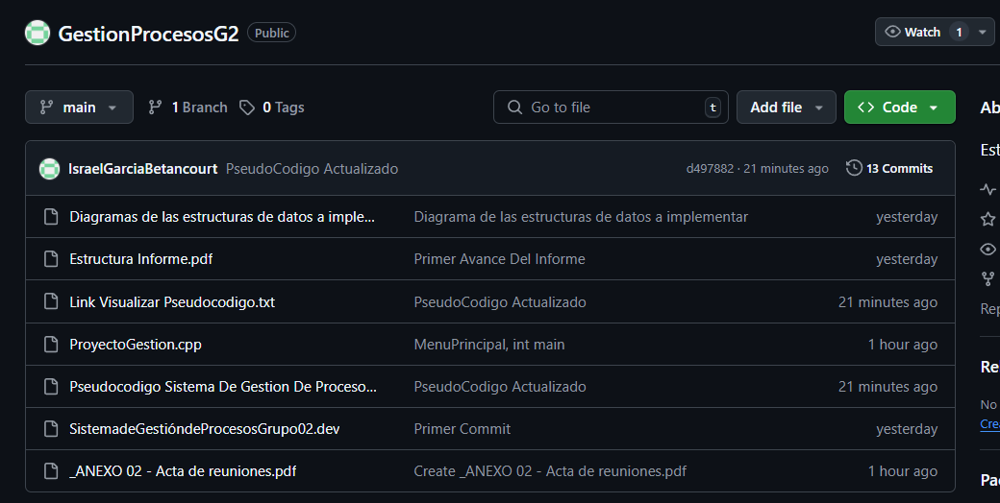 GestionProcesosG2 Public Watch 1
main 1 Branch 0 Tags Go to file t Add file Code
IsraelGarciaBetancourt PseudoCodigo Actualizado d497882 · 21 minutes ago 13 Commits
Diagramas de las estructuras de datos a imple... Diagrama de las estructuras de datos a implementar yesterday
Estructura Informe.pdf Primer Avance Del Informe yesterday
Link Visualizar Pseudocodigo.txt PseudoCodigo Actualizado 21 minutes ago
ProyectoGestion.cpp MenuPrincipal, int main 1 hour ago
Pseudocodigo Sistema De Gestion De Proceso... PseudoCodigo Actualizado 21 minutes ago
SistemadeGestióndeProcesosGrupo02.dev Primer Commit yesterday
_ANEXO 02 - Acta de reuniones.pdf Create _ANEXO 02 - Acta de reuniones.pdf 1 hour ago
Ab
Est
Rep
Re
No
Cre
Pa